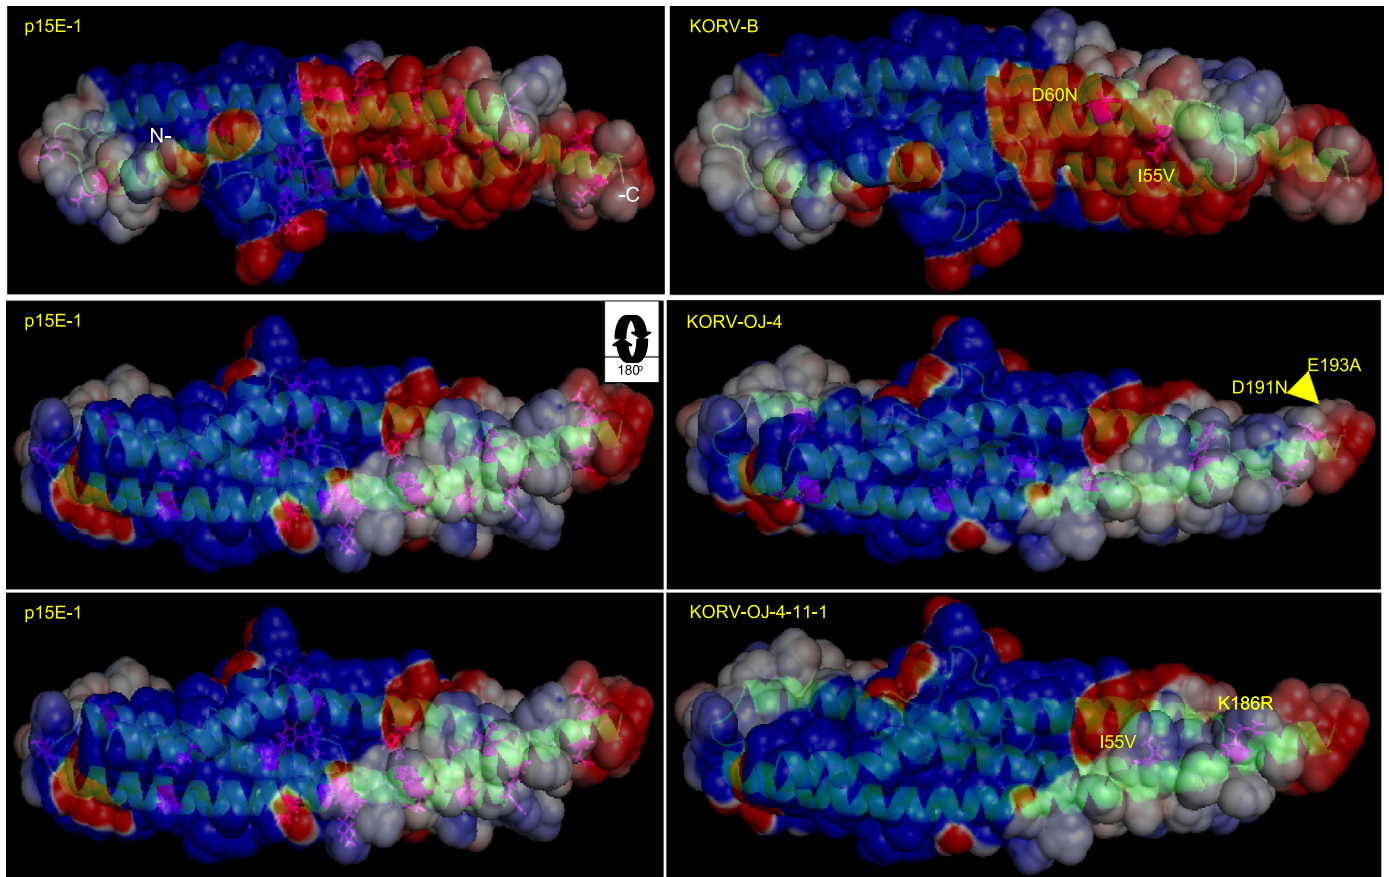 p15E-1
KORV-B
D60N
N-
I55V
-C
p15E-1
180º
KORV-OJ-4
E193A
D191N
p15E-1
KORV-OJ-4-11-1
K186R
I55V